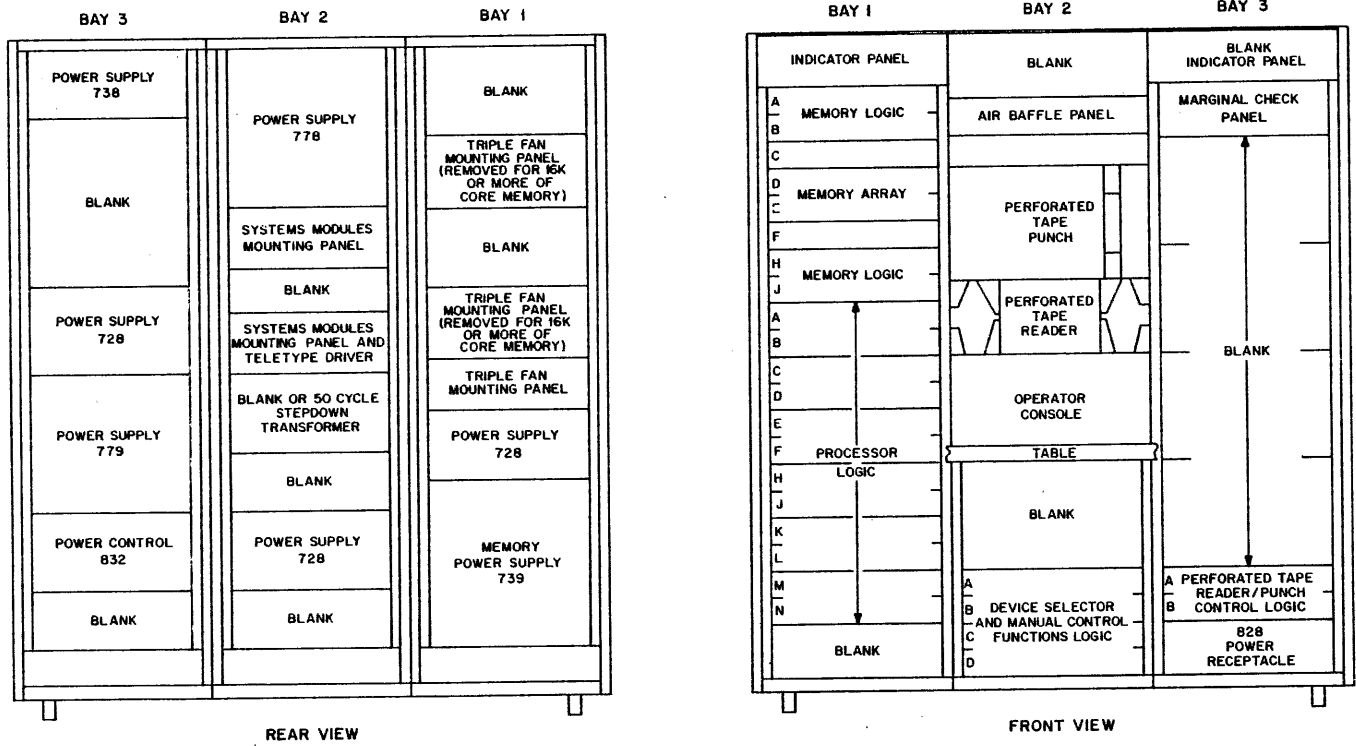 BAY 3
BAY 2
BAY 1
POWER SUPPLY
738
BLANK
POWER SUPPLY
728
POWER SUPPLY
779
POWER CONTROL
832
BLANK
POWER SUPPLY
778
SYSTEMS MODULES
MOUNTING PANEL
BLANK
SYSTEMS MODULES
MOUNTING PANEL AND
TELETYPE DRIVER
BLANK OR 50 CYCLE
STEPDOWN
TRANSFORMER
BLANK
POWER SUPPLY
728
BLANK
BLANK
TRIPLE FAN
MOUNTING PANEL
(REMOVED FOR 16K
OR MORE OF
CORE MEMORY)
BLANK
TRIPLE FAN
MOUNTING PANEL
(REMOVED FOR 16K
OR MORE OF
CORE MEMORY)
TRIPLE FAN
MOUNTING PANEL
POWER SUPPLY
728
MEMORY
POWER SUPPLY
739
REAR VIEW
BAY 1
BAY 2
BAY 3
INDICATOR PANEL
A
MEMORY LOGIC
B
C
D
MEMORY ARRAY
E
F
H
MEMORY LOGIC
J
A
B
C
D
E
F
PROCESSOR
LOGIC
H
J
K
L
M
N
BLANK
BLANK
AIR BAFFLE PANEL
PERFORATED
TAPE
PUNCH
PERFORATED
TAPE
READER
OPERATOR
CONSOLE
TABLE
BLANK
A
B
C
D
DEVICE SELECTOR
AND MANUAL CONTROL
FUNCTIONS LOGIC
BLANK
INDICATOR PANEL
MARGINAL CHECK
PANEL
BLANK
A
B
PERFORATED TAPE
READER/PUNCH
CONTROL LOGIC
828
POWER
RECEPTACLE
FRONT VIEW